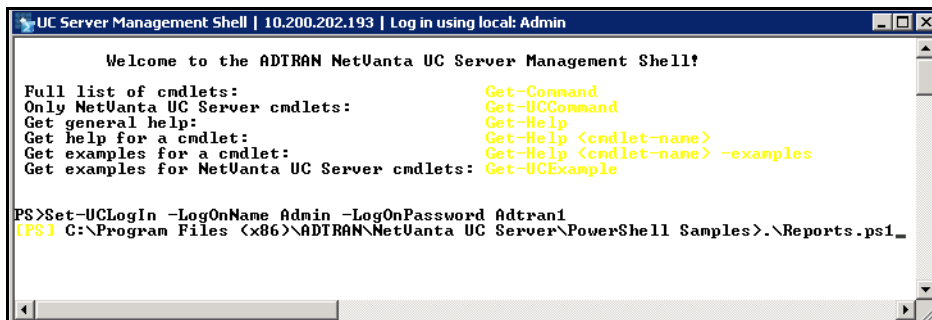 UC Server Management Shell | 10.200.202.193 | Log in using local: Admin
Welcome to the ADTRAN NetVanta UC Server Management Shell!
Full list of cmdlets: Get-Command
Only NetVanta UC Server cmdlets: Get-UCCommand
Get general help: Get-Help
Get help for a cmdlet: Get-Help <cmdlet-name>
Get examples for a cmdlet: Get-Help <cmdlet-name> -examples
Get examples for NetVanta UC Server cmdlets: Get-UCExample
PS>Set-UCLogIn -LogOnName Admin -LogOnPassword Adtran1
[PS] C:\Program Files (x86)\ADTRAN\NetVanta UC Server\PowerShell Samples>.\Reports.ps1_